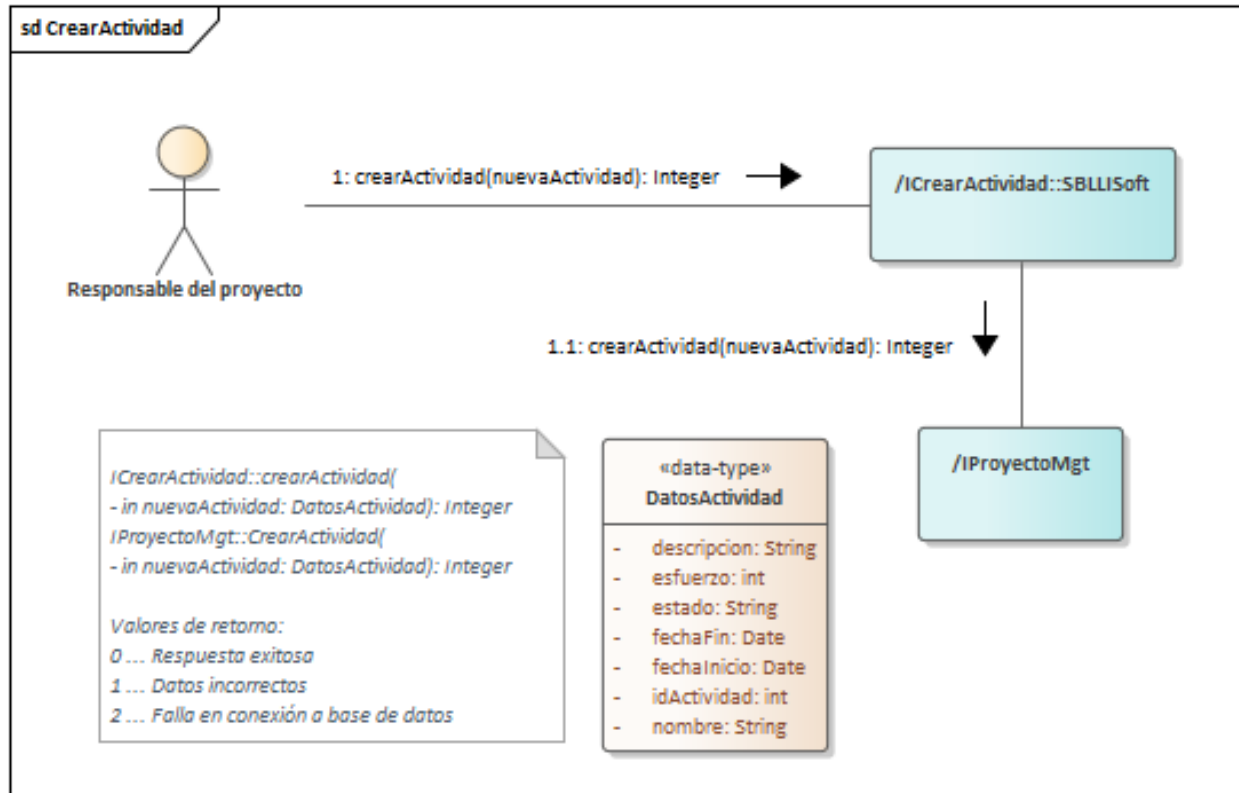 sd CrearActividad
1: crearActividad(nuevaActividad): Integer
/ICrearActividad::SBLLISoft
Responsable del proyecto
1.1: crearActividad(nuevaActividad): Integer
/IProyectoMgt
ICrearActividad::crearActividad(
- in nuevaActividad: DatosActividad): Integer
IProyectoMgt::CrearActividad(
- in nuevaActividad: DatosActividad): Integer
Valores de retorno:
0 ... Respuesta exitosa
1 ... Datos incorrectos
2 ... Falla en conexión a base de datos
«data-type»
DatosActividad
- descripcion: String
- esfuerzo: int
- estado: String
- fechaFin: Date
- fechaInicio: Date
- idActividad: int
- nombre: String